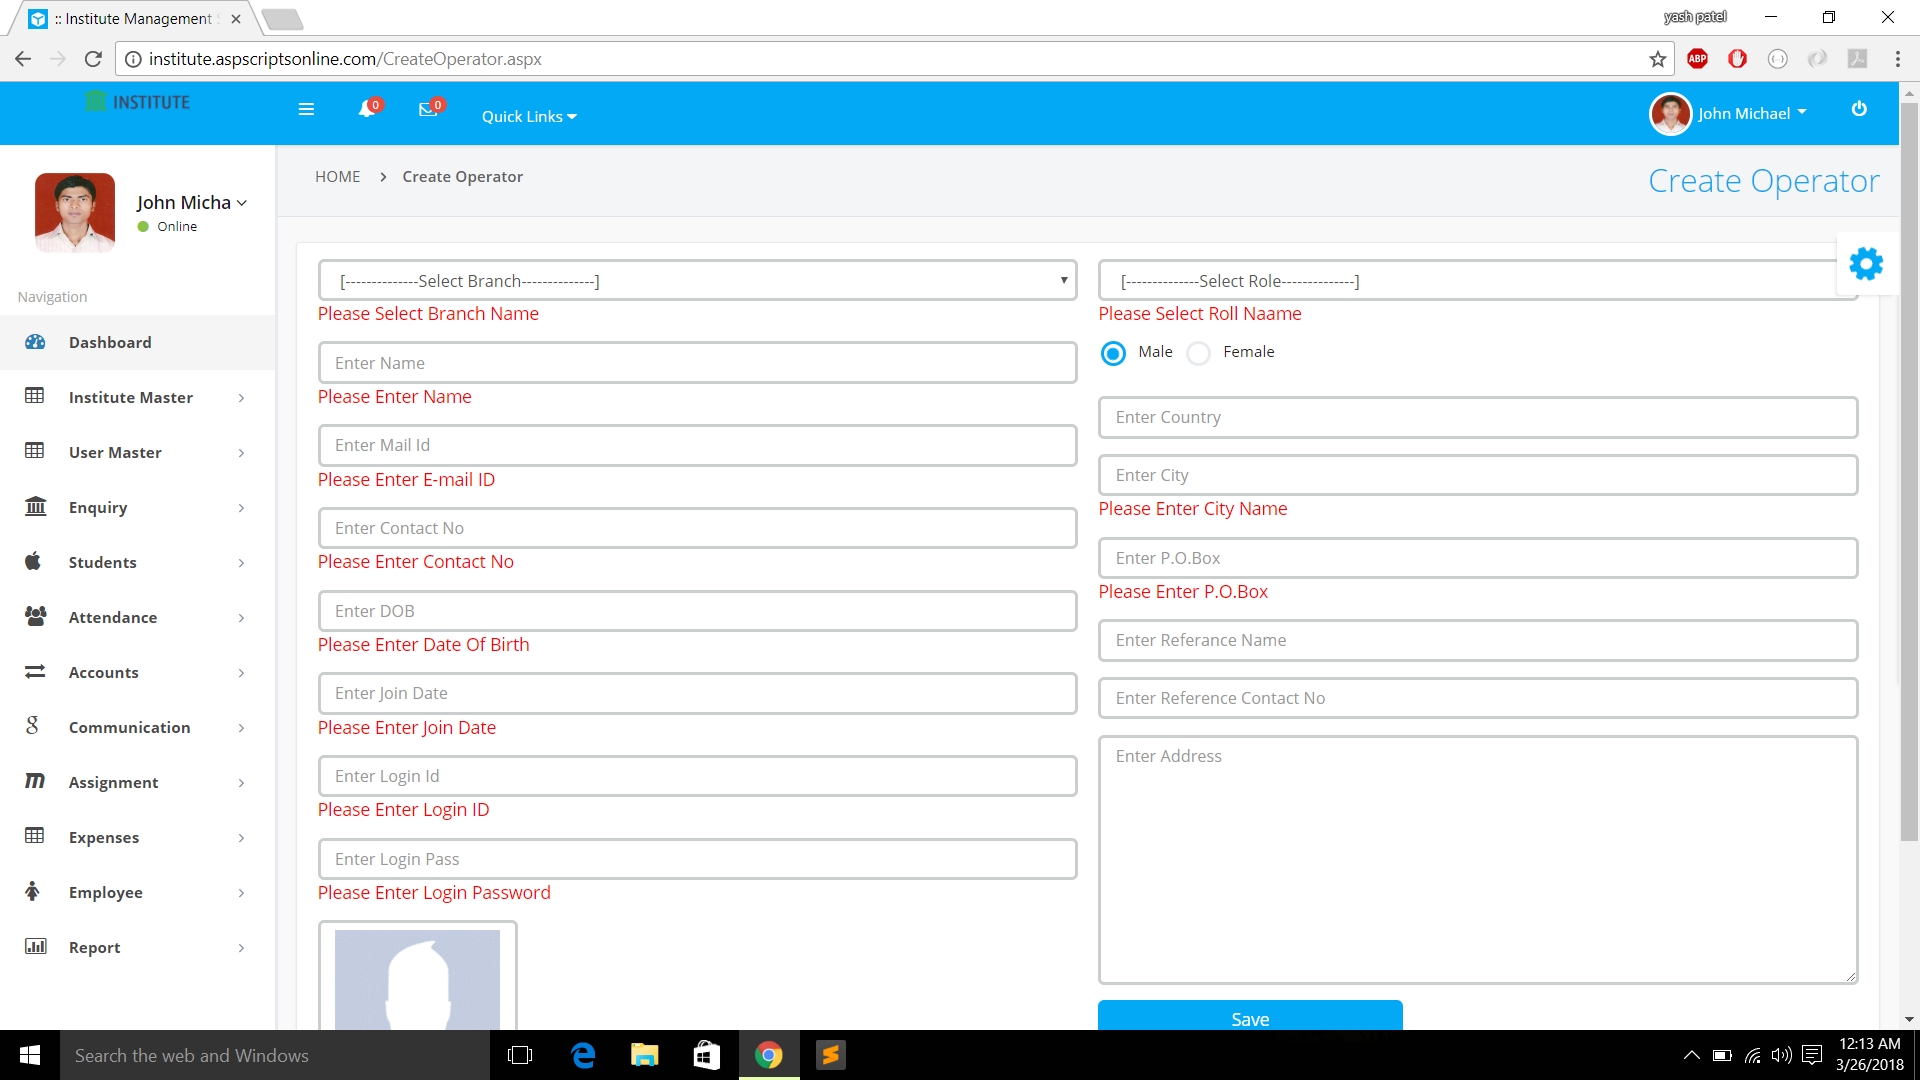 :: Institute Management
yash patel
institute.aspscriptsonline.com/CreateOperator.aspx
ABP
INSTITUTE
0
0
Quick Links
John Michael
John Micha
Online
HOME > Create Operator
Create Operator
Navigation
Dashboard
Institute Master
User Master
Enquiry
Students
Attendance
Accounts
Communication
Assignment
Expenses
Employee
Report
[--------------Select Branch--------------]
Please Select Branch Name
Enter Name
Please Enter Name
Enter Mail Id
Please Enter E-mail ID
Enter Contact No
Please Enter Contact No
Enter DOB
Please Enter Date Of Birth
Enter Join Date
Please Enter Join Date
Enter Login Id
Please Enter Login ID
Enter Login Pass
Please Enter Login Password
[--------------Select Role--------------]
Please Select Roll Naame
Male
Female
Enter Country
Enter City
Please Enter City Name
Enter P.O.Box
Please Enter P.O.Box
Enter Referance Name
Enter Reference Contact No
Enter Address
Save
Search the web and Windows
12:13 AM
3/26/2018